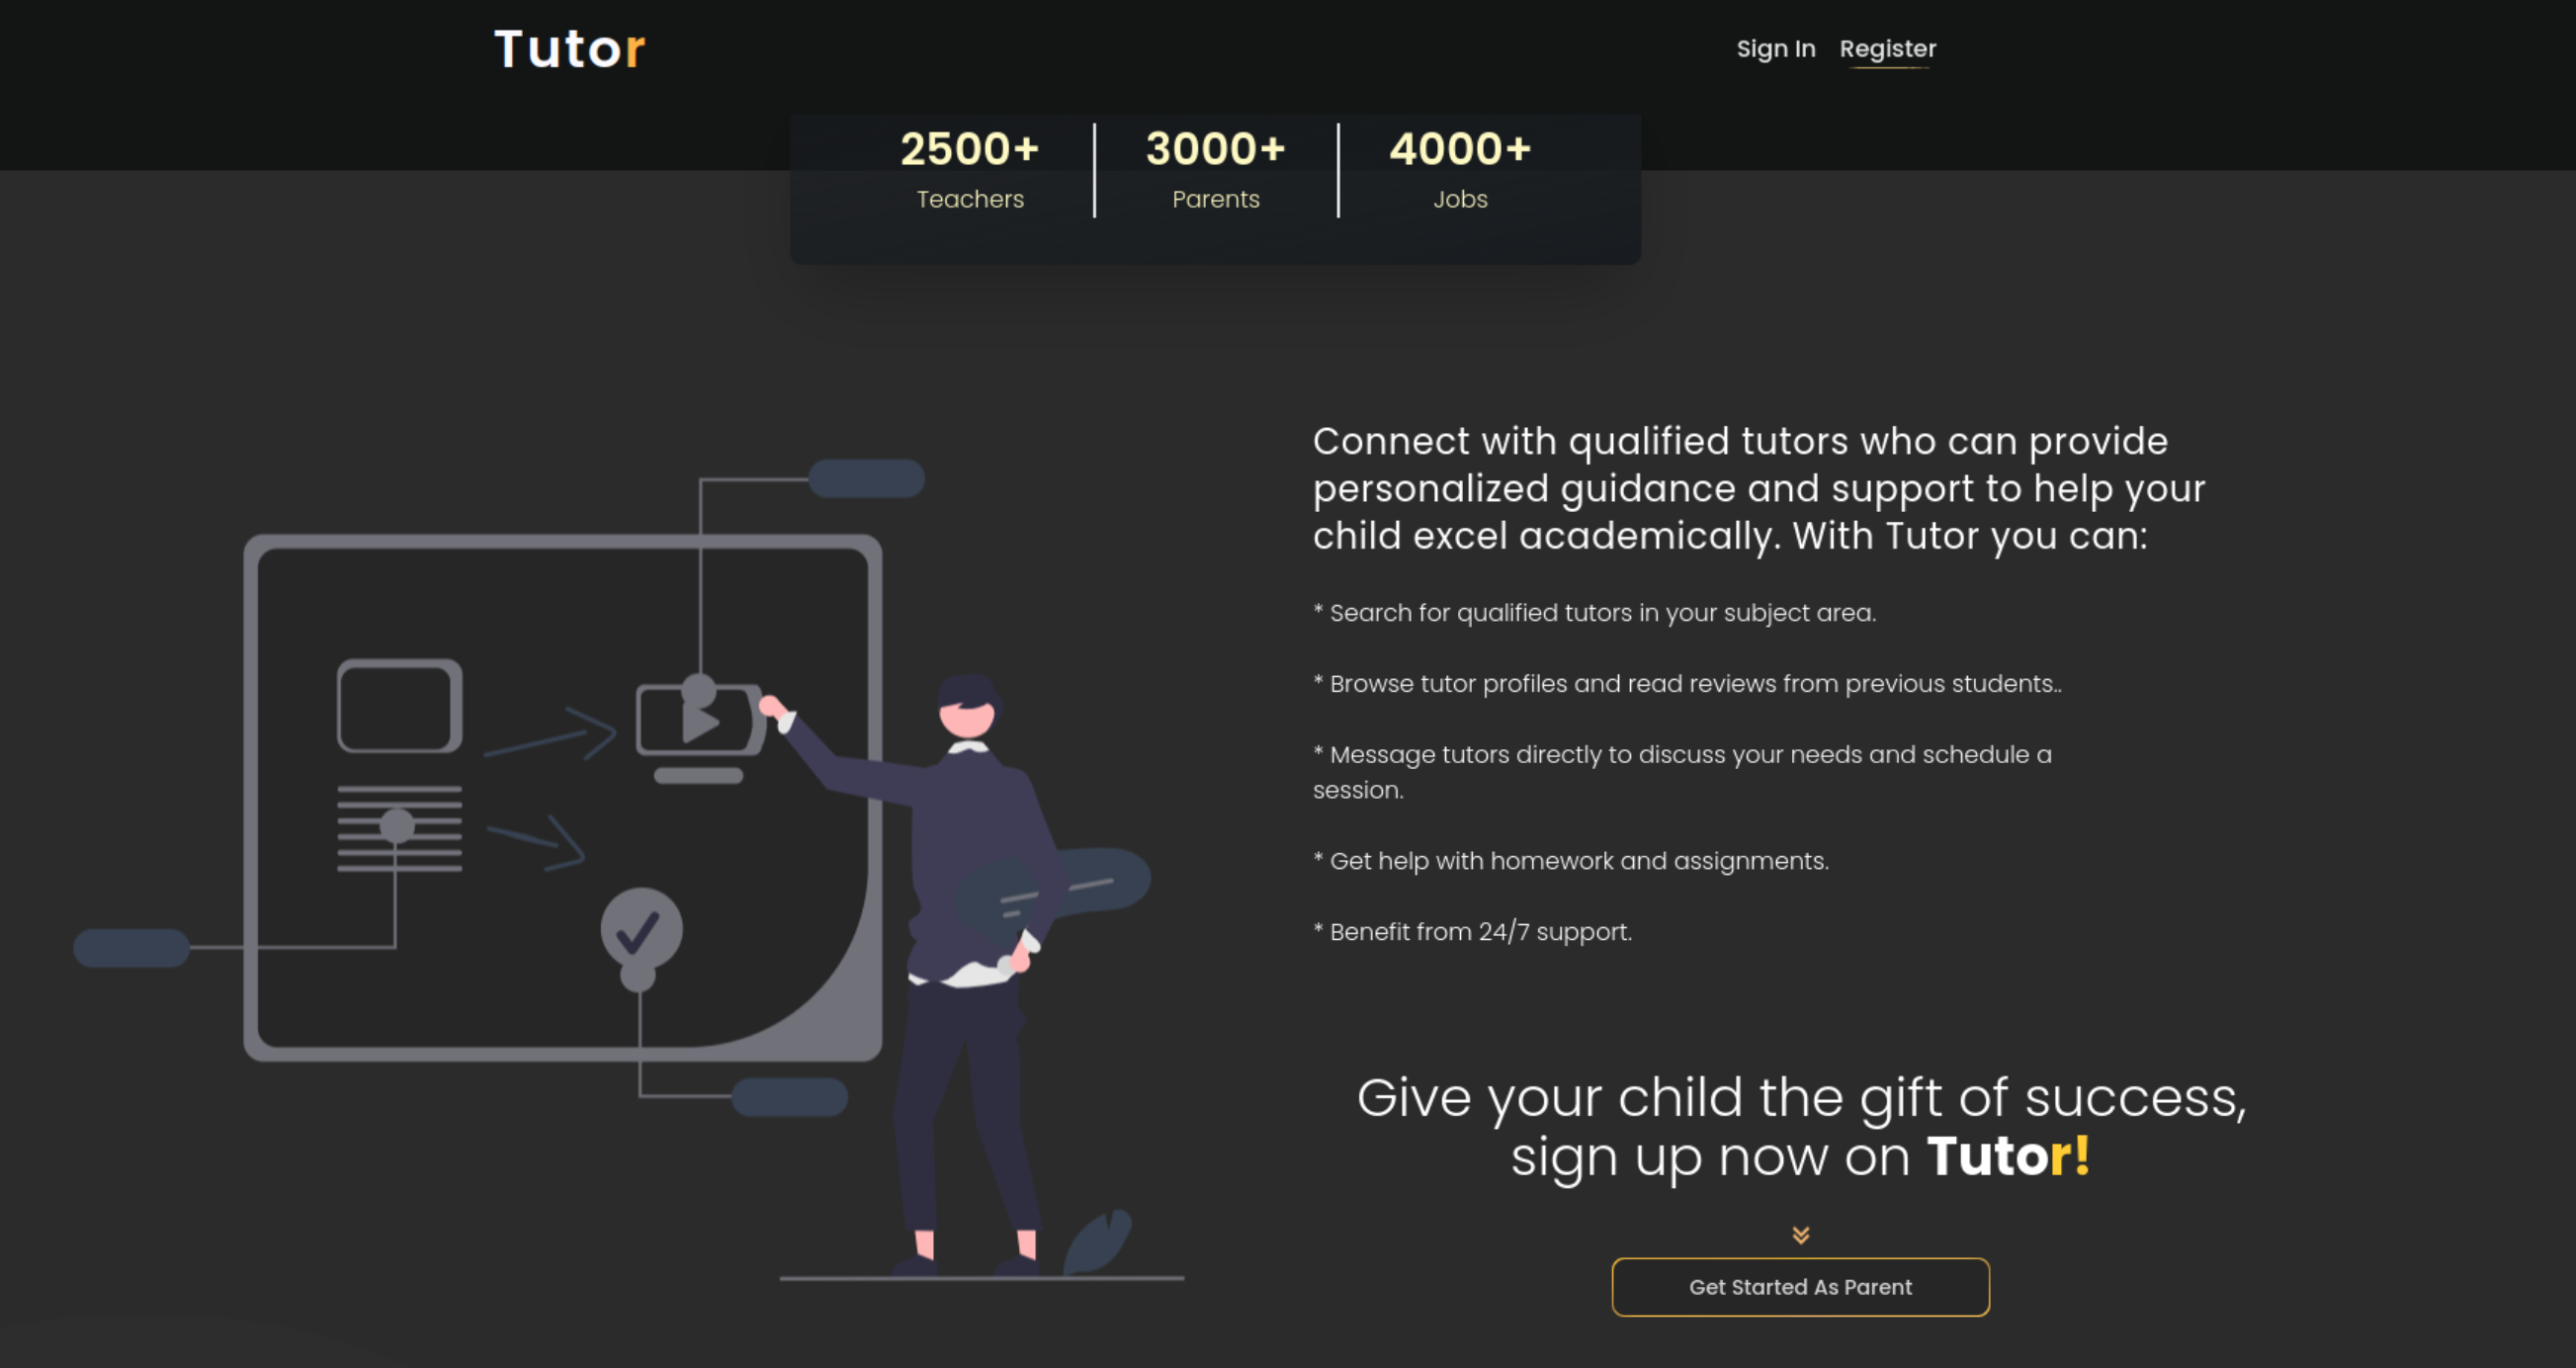 Tutor
Sign In Register
2500+ 3000+ 4000+
Teachers Parents Jobs
Connect with qualified tutors who can provide
personalized guidance and support to help your
child excel academically. With Tutor you can:
* Search for qualified tutors in your subject area.
* Browse tutor profiles and read reviews from previous students..
* Message tutors directly to discuss your needs and schedule a
session.
* Get help with homework and assignments.
* Benefit from 24/7 support.
Give your child the gift of success,
sign up now on Tutor!
Get Started As Parent